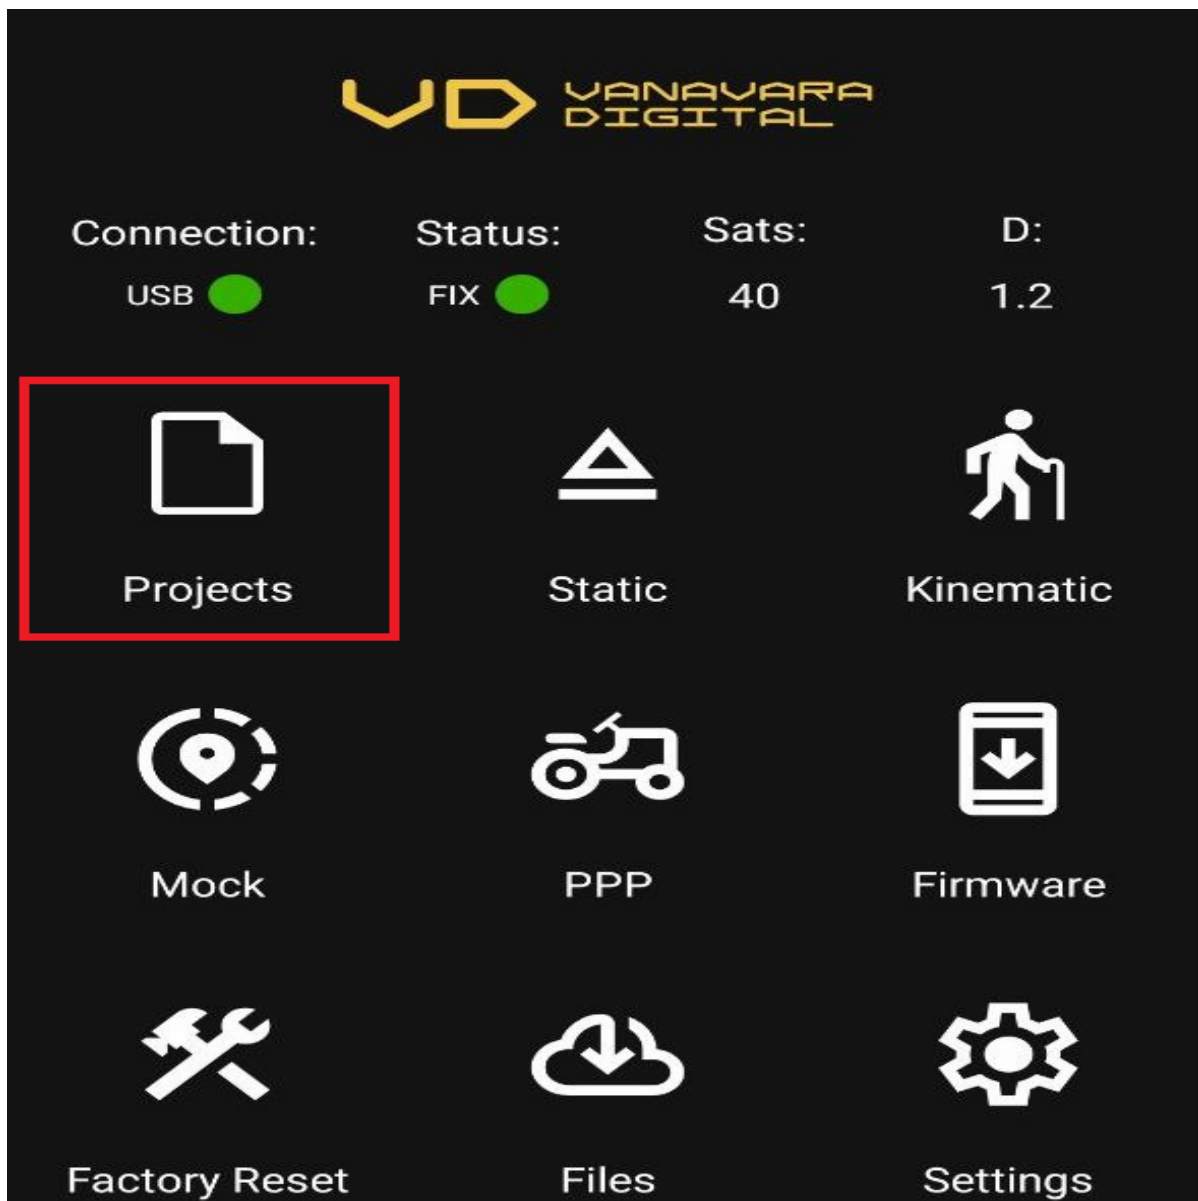 VD VANAVARA
DIGITAL
Connection: Status: Sats: D:
USB FIX 40 1.2
Projects Static Kinematic
Mock PPP Firmware
Factory Reset Files Settings